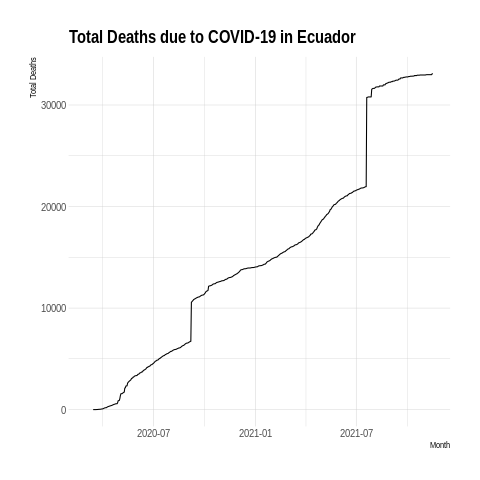 Total Deaths due to COVID-19 in Ecuador
Total Deaths
30000
20000
10000
0
2020-07 2021-01 2021-07
Month